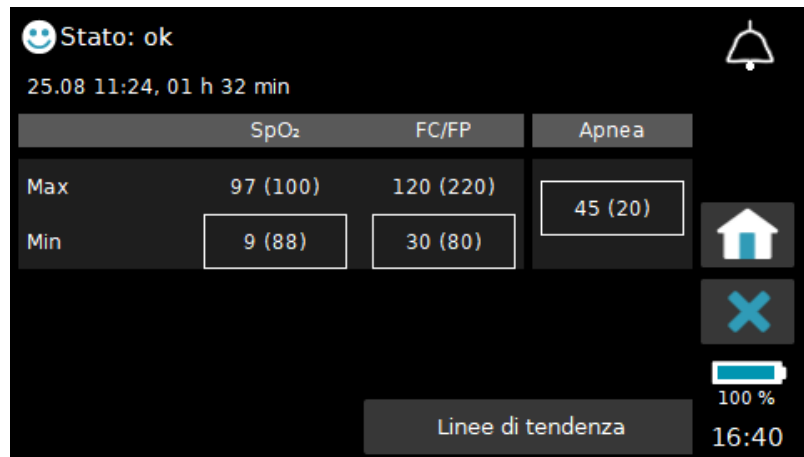 Stato: ok
25.08 11:24, 01 h 32 min
SpO₂ FC/FP Apnea
Max 97 (100) 120 (220)
45 (20)
Min 9 (88) 30 (80)
100 %
Linee di tendenza
16:40